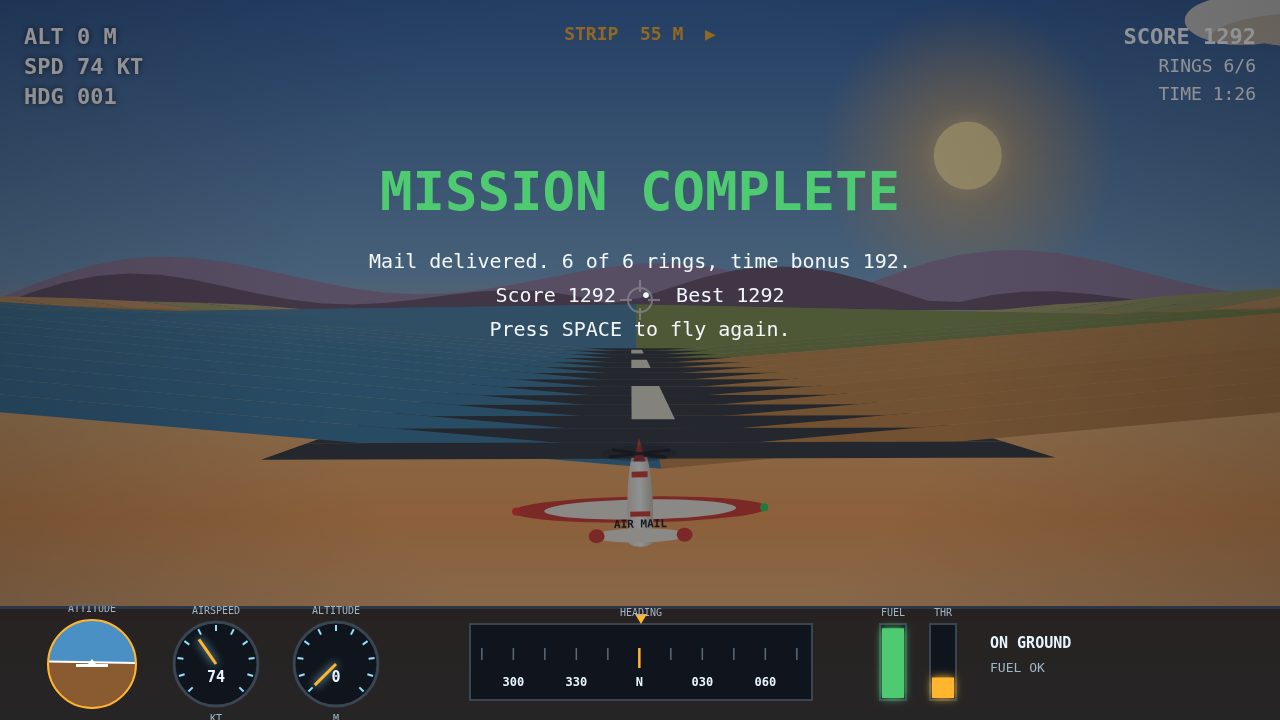 ALT 0 M
SPD 74 KT
HDG 001
STRIP 55 M ▶
SCORE 1292
RINGS 6/6
TIME 1:26
MISSION COMPLETE
Mail delivered. 6 of 6 rings, time bonus 192.
Score 1292 • Best 1292
Press SPACE to fly again.
AIR MAIL
ATTITUDE
AIRSPEED
74
KT
ALTITUDE
0
M
HEADING
300 330 N 030 060
FUEL
THR
ON GROUND
FUEL OK